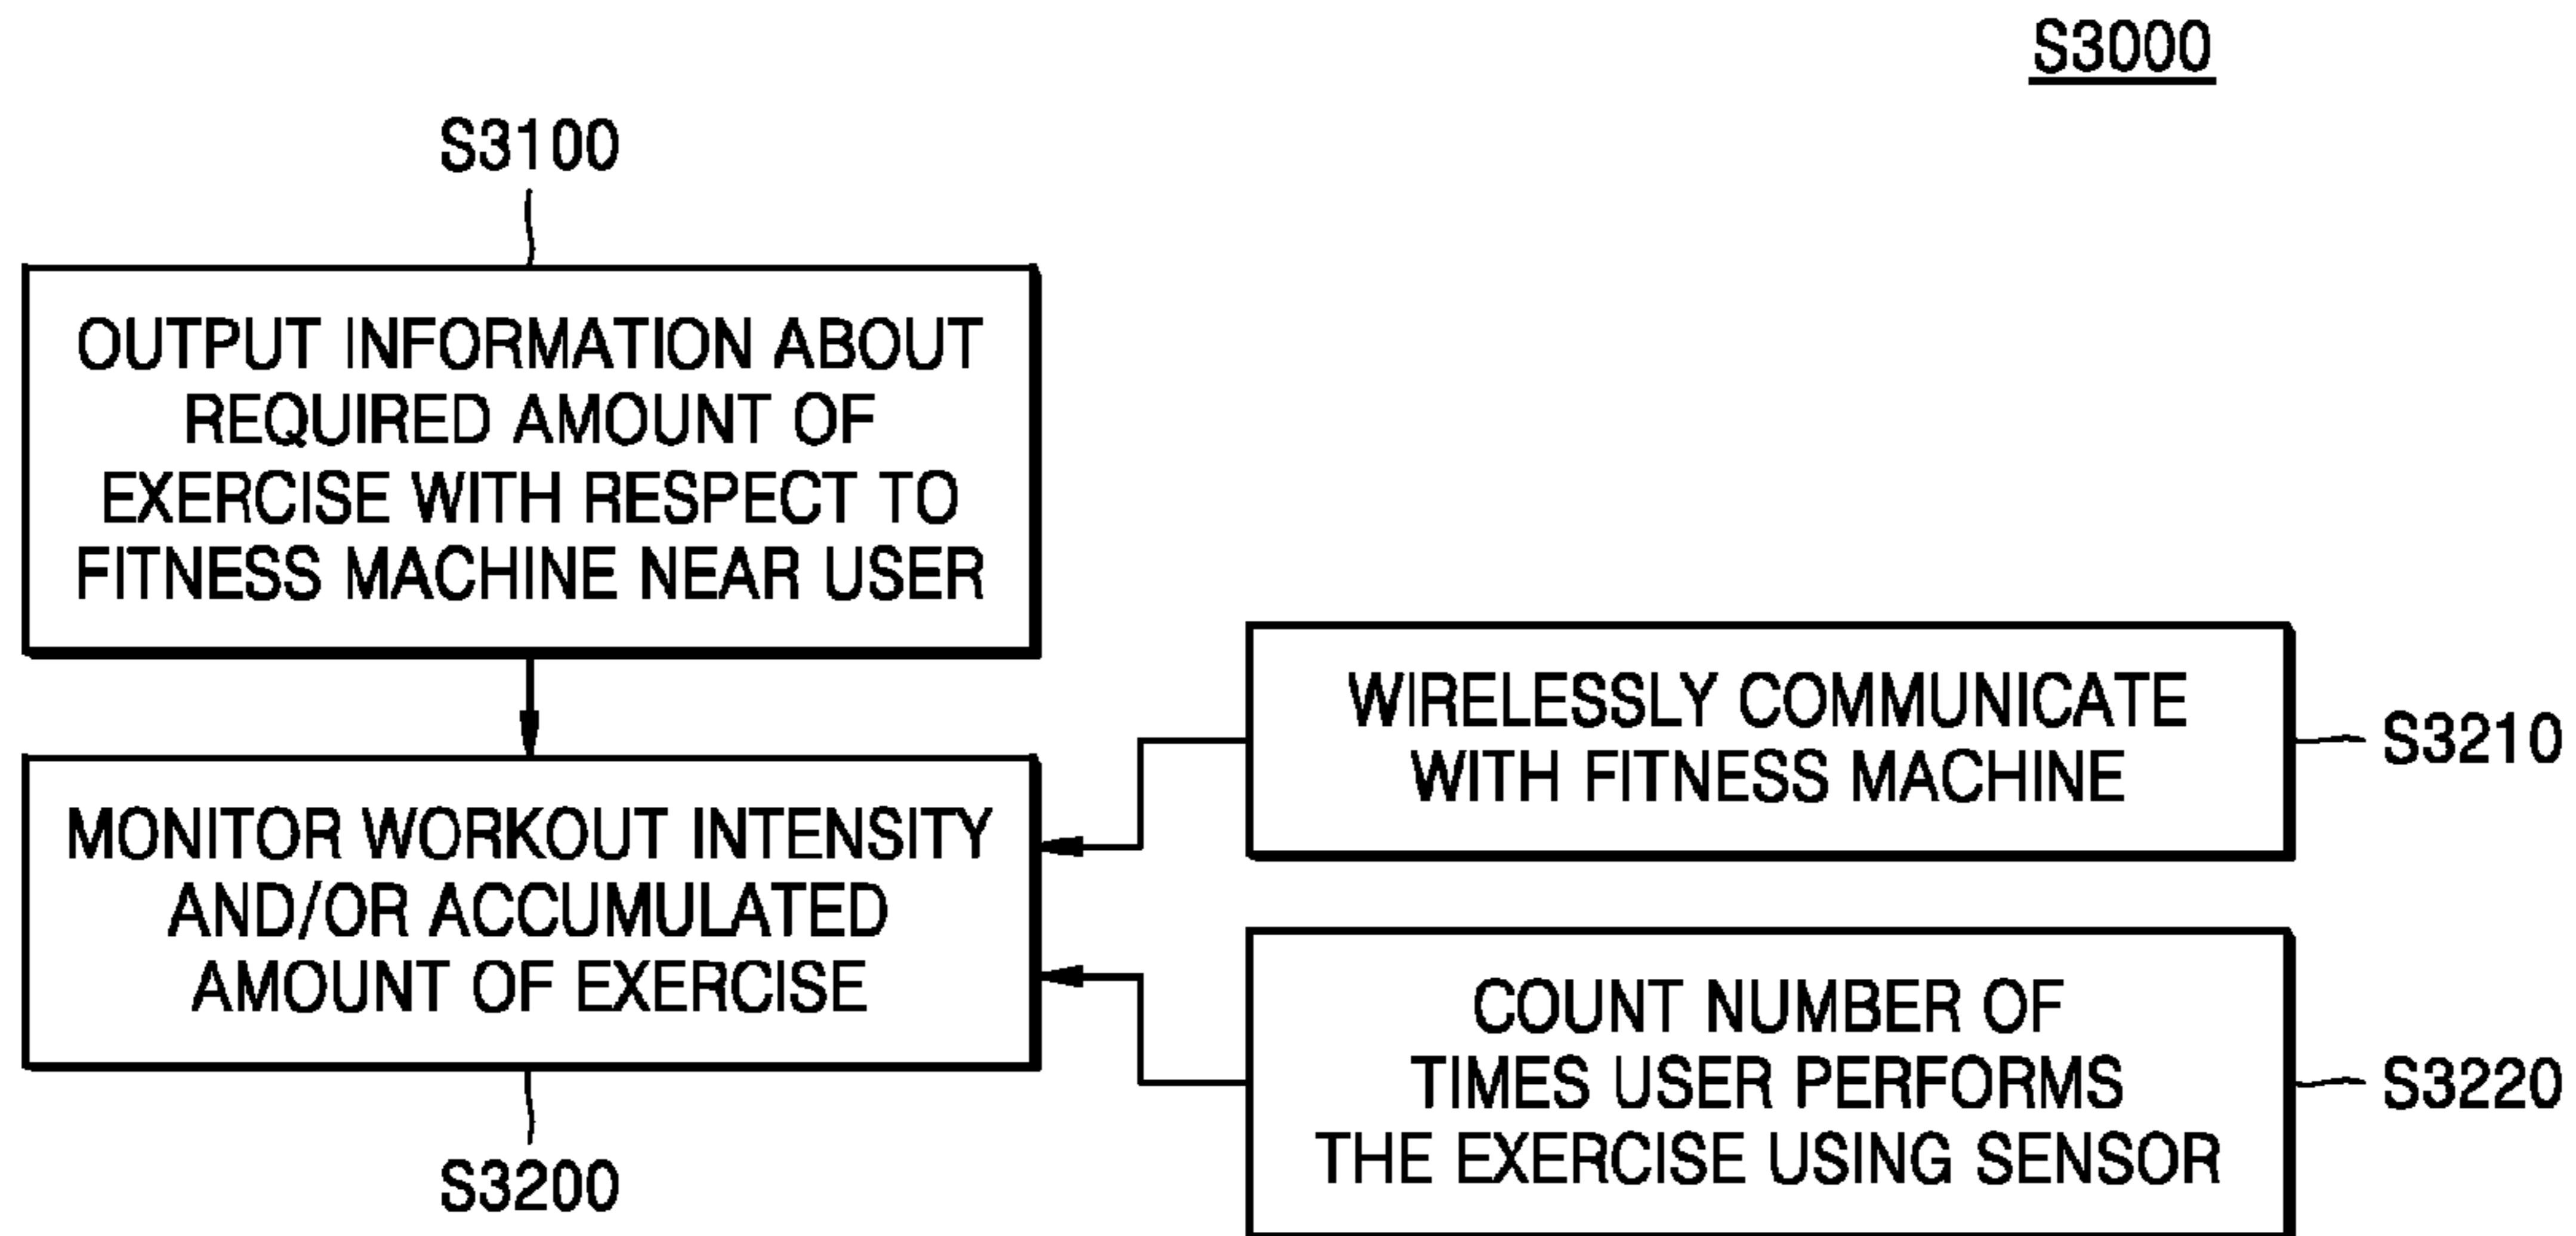 S3000
S3100
OUTPUT INFORMATION ABOUT
REQUIRED AMOUNT OF
EXERCISE WITH RESPECT TO
FITNESS MACHINE NEAR USER
WIRELESSLY COMMUNICATE
WITH FITNESS MACHINE
S3210
MONITOR WORKOUT INTENSITY
AND/OR ACCUMULATED
AMOUNT OF EXERCISE
S3200
COUNT NUMBER OF
TIMES USER PERFORMS
THE EXERCISE USING SENSOR
S3220